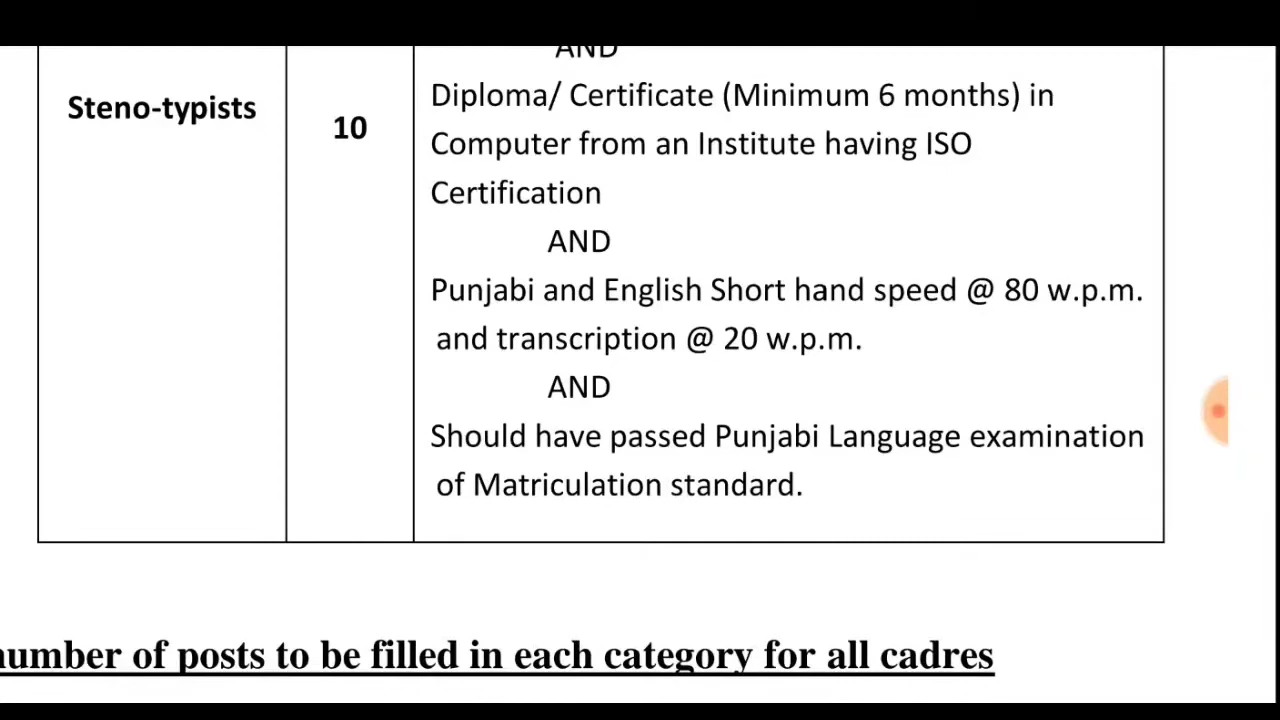 AND
Steno-typists
10
Diploma/ Certificate (Minimum 6 months) in
Computer from an Institute having ISO
Certification
AND
Punjabi and English Short hand speed @ 80 w.p.m.
and transcription @ 20 w.p.m.
AND
Should have passed Punjabi Language examination
of Matriculation standard.
number of posts to be filled in each category for all cadres